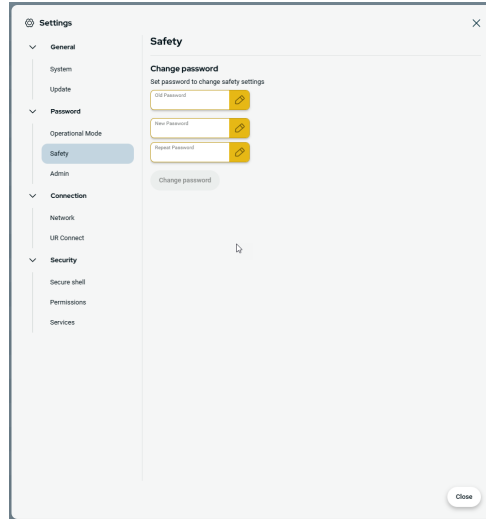 Settings
General
System
Update
Password
Operational Mode
Safety
Admin
Connection
Network
UR Connect
Security
Secure shell
Permissions
Services
Safety
Change password
Set password to change safety settings
Old Password
New Password
Repeat Password
Change password
Close